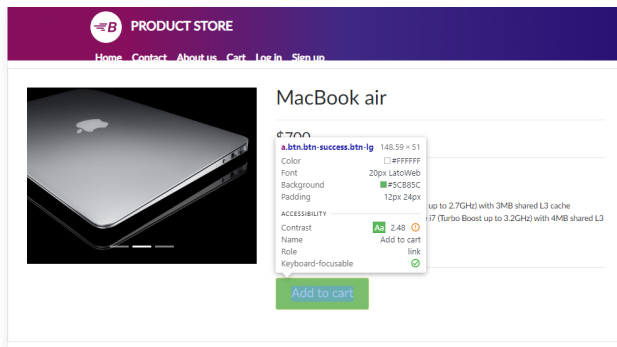 B PRODUCT STORE
Home Contact About us Cart Log in Sign up
MacBook air
$700
a.btn.btn-success.btn-lg 148.59 × 51
Color #FFFFFF
Font 20px LatoWeb
Background #5CB85C
Padding 12px 24px
ACCESSIBILITY
Contrast Aa 2.48
Name Add to cart
Role link
Keyboard-focusable
up to 2.7GHz) with 3MB shared L3 cache
i7 (Turbo Boost up to 3.2GHz) with 4MB shared L3
Add to cart